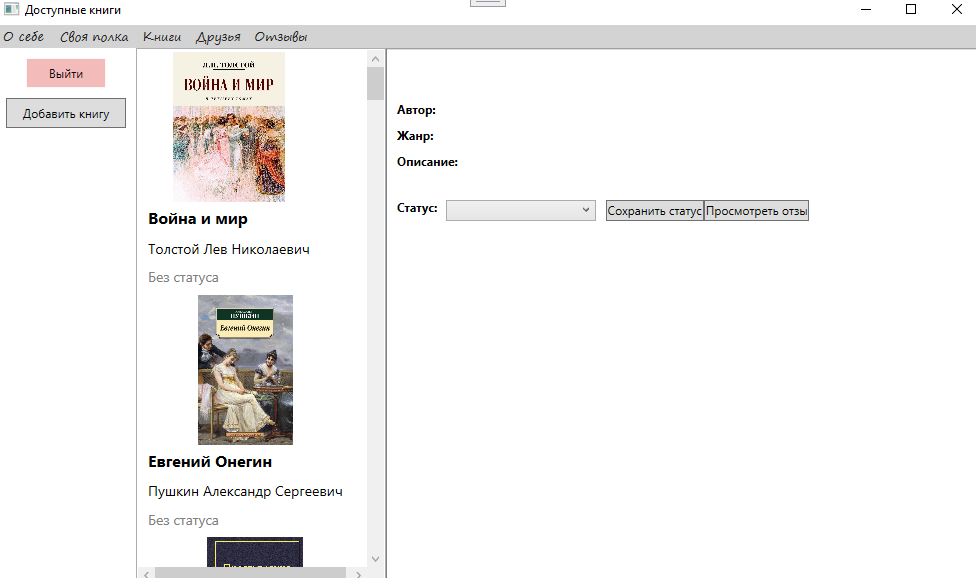 Доступные книги
О себе Своя полка Книги Друзья Отзывы
Выйти
Добавить книгу
Л.Н. ТОЛСТОЙ
ВОЙНА И МИР
Война и мир
Толстой Лев Николаевич
Без статуса
ПУШКИН
Евгений Онегин
Евгений Онегин
Пушкин Александр Сергеевич
Без статуса
Автор:
Жанр:
Описание:
Статус:
Сохранить статус
Просмотреть отзы